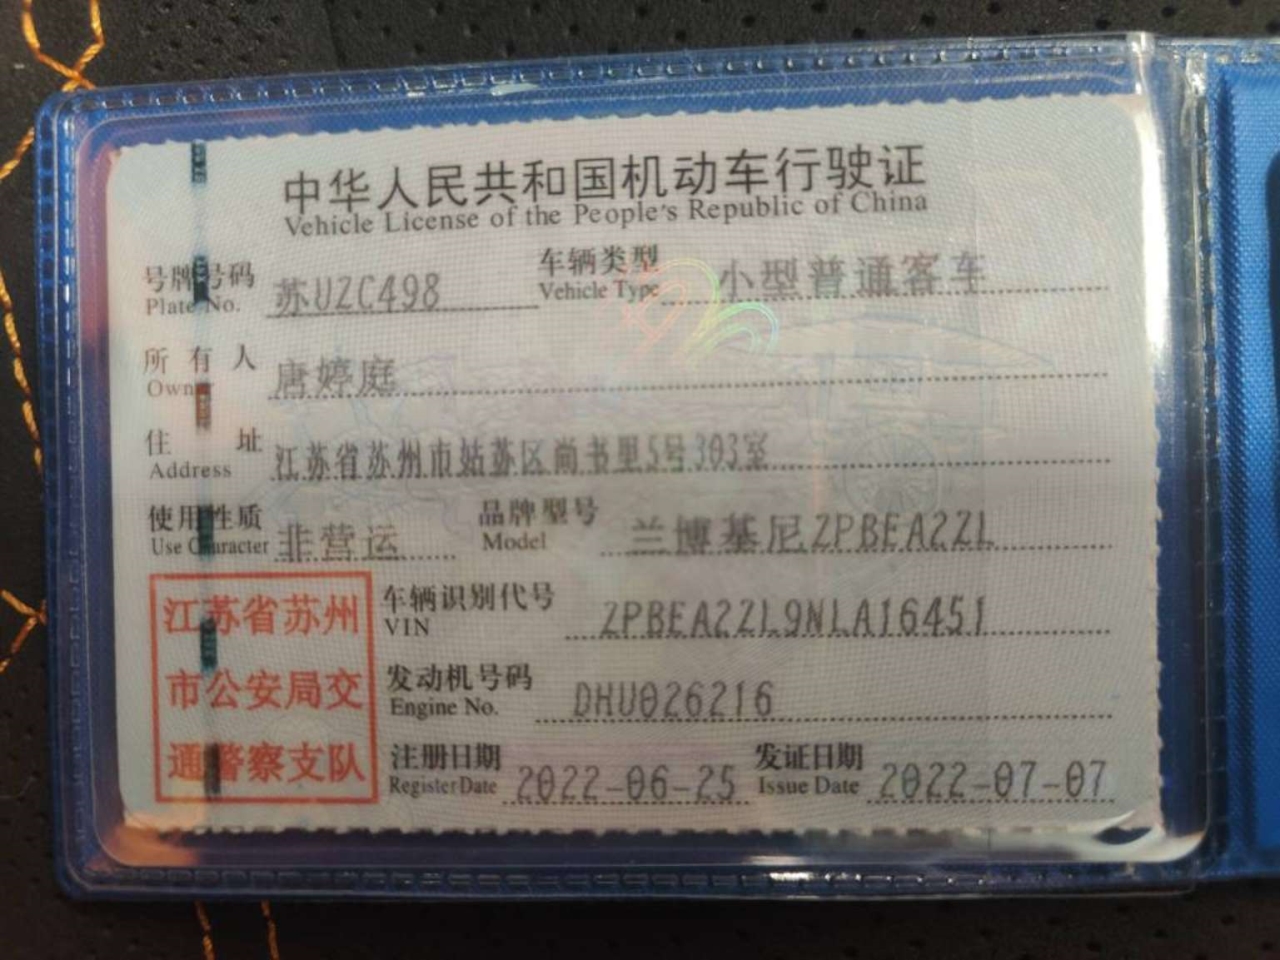 中华人民共和国机动车行驶证
Vehicle License of the People's Republic of China
号牌号码 苏UZC498 车辆类型 小型普通客车
Plate No. Vehicle Type
所有人 唐婷庭
Owner
住址 江苏省苏州市姑苏区尚书里5号303室
Address
使用性质 非营运 品牌型号 兰博基尼ZPBEA2ZL
Use Character Model
江苏省苏州
市公安局交
通警察支队
车辆识别代号 ZPBEA2ZL9NLA16451
VIN
发动机号码 DHU026216
Engine No.
注册日期 2022-06-25 发证日期 2022-07-07
Register Date Issue Date